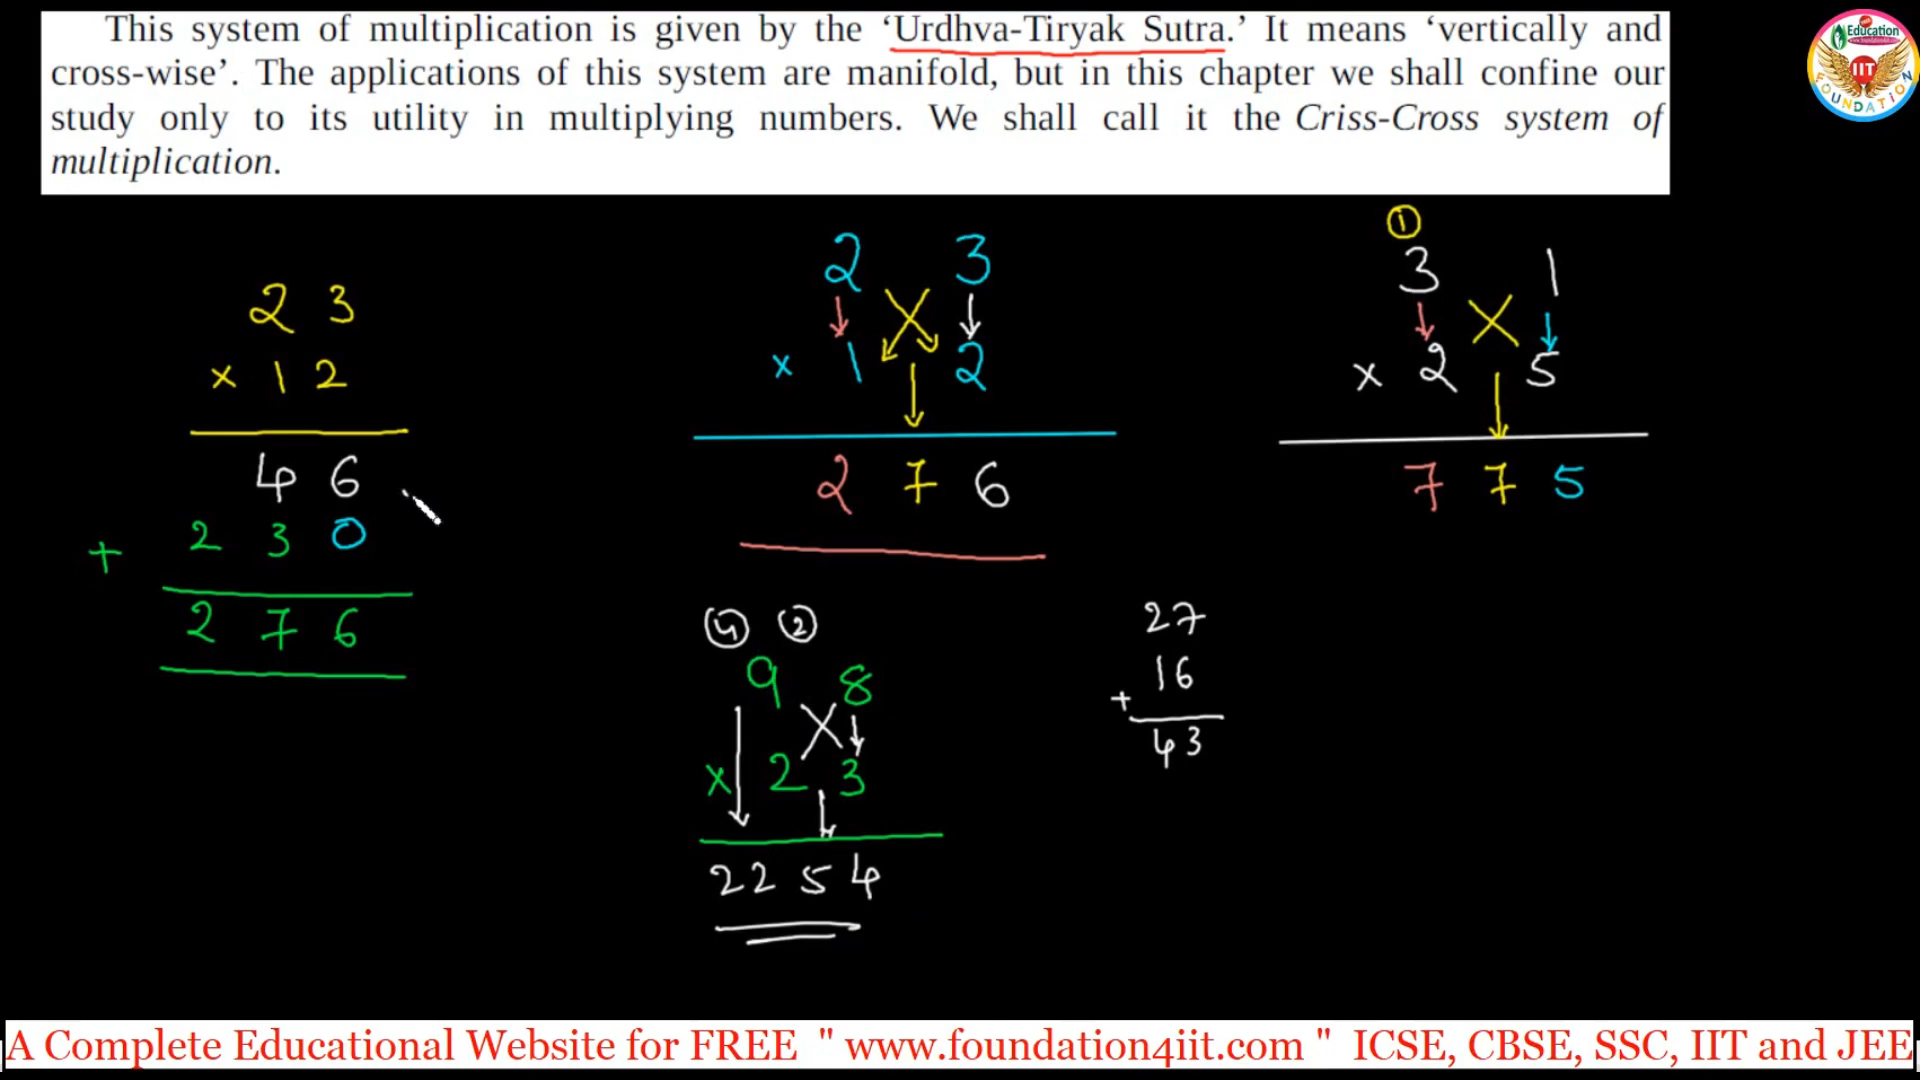 This system of multiplication is given by the ‘Urdhva-Tiryak Sutra.’ It means ‘vertically and
cross-wise’. The applications of this system are manifold, but in this chapter we shall confine our
study only to its utility in multiplying numbers. We shall call it the Criss-Cross system of
multiplication.
Education
IIT
FOUNDATION
2 3
x 1 2
4 6
+ 2 3 0
2 7 6
2 3
x 1 2
2 7 6
1
3 1
x 2 5
7 7 5
4 2
9 8
x 2 3
2 2 5 4
27
16
+
43
A Complete Educational Website for FREE " www.foundation4iit.com " ICSE, CBSE, SSC, IIT and JEE